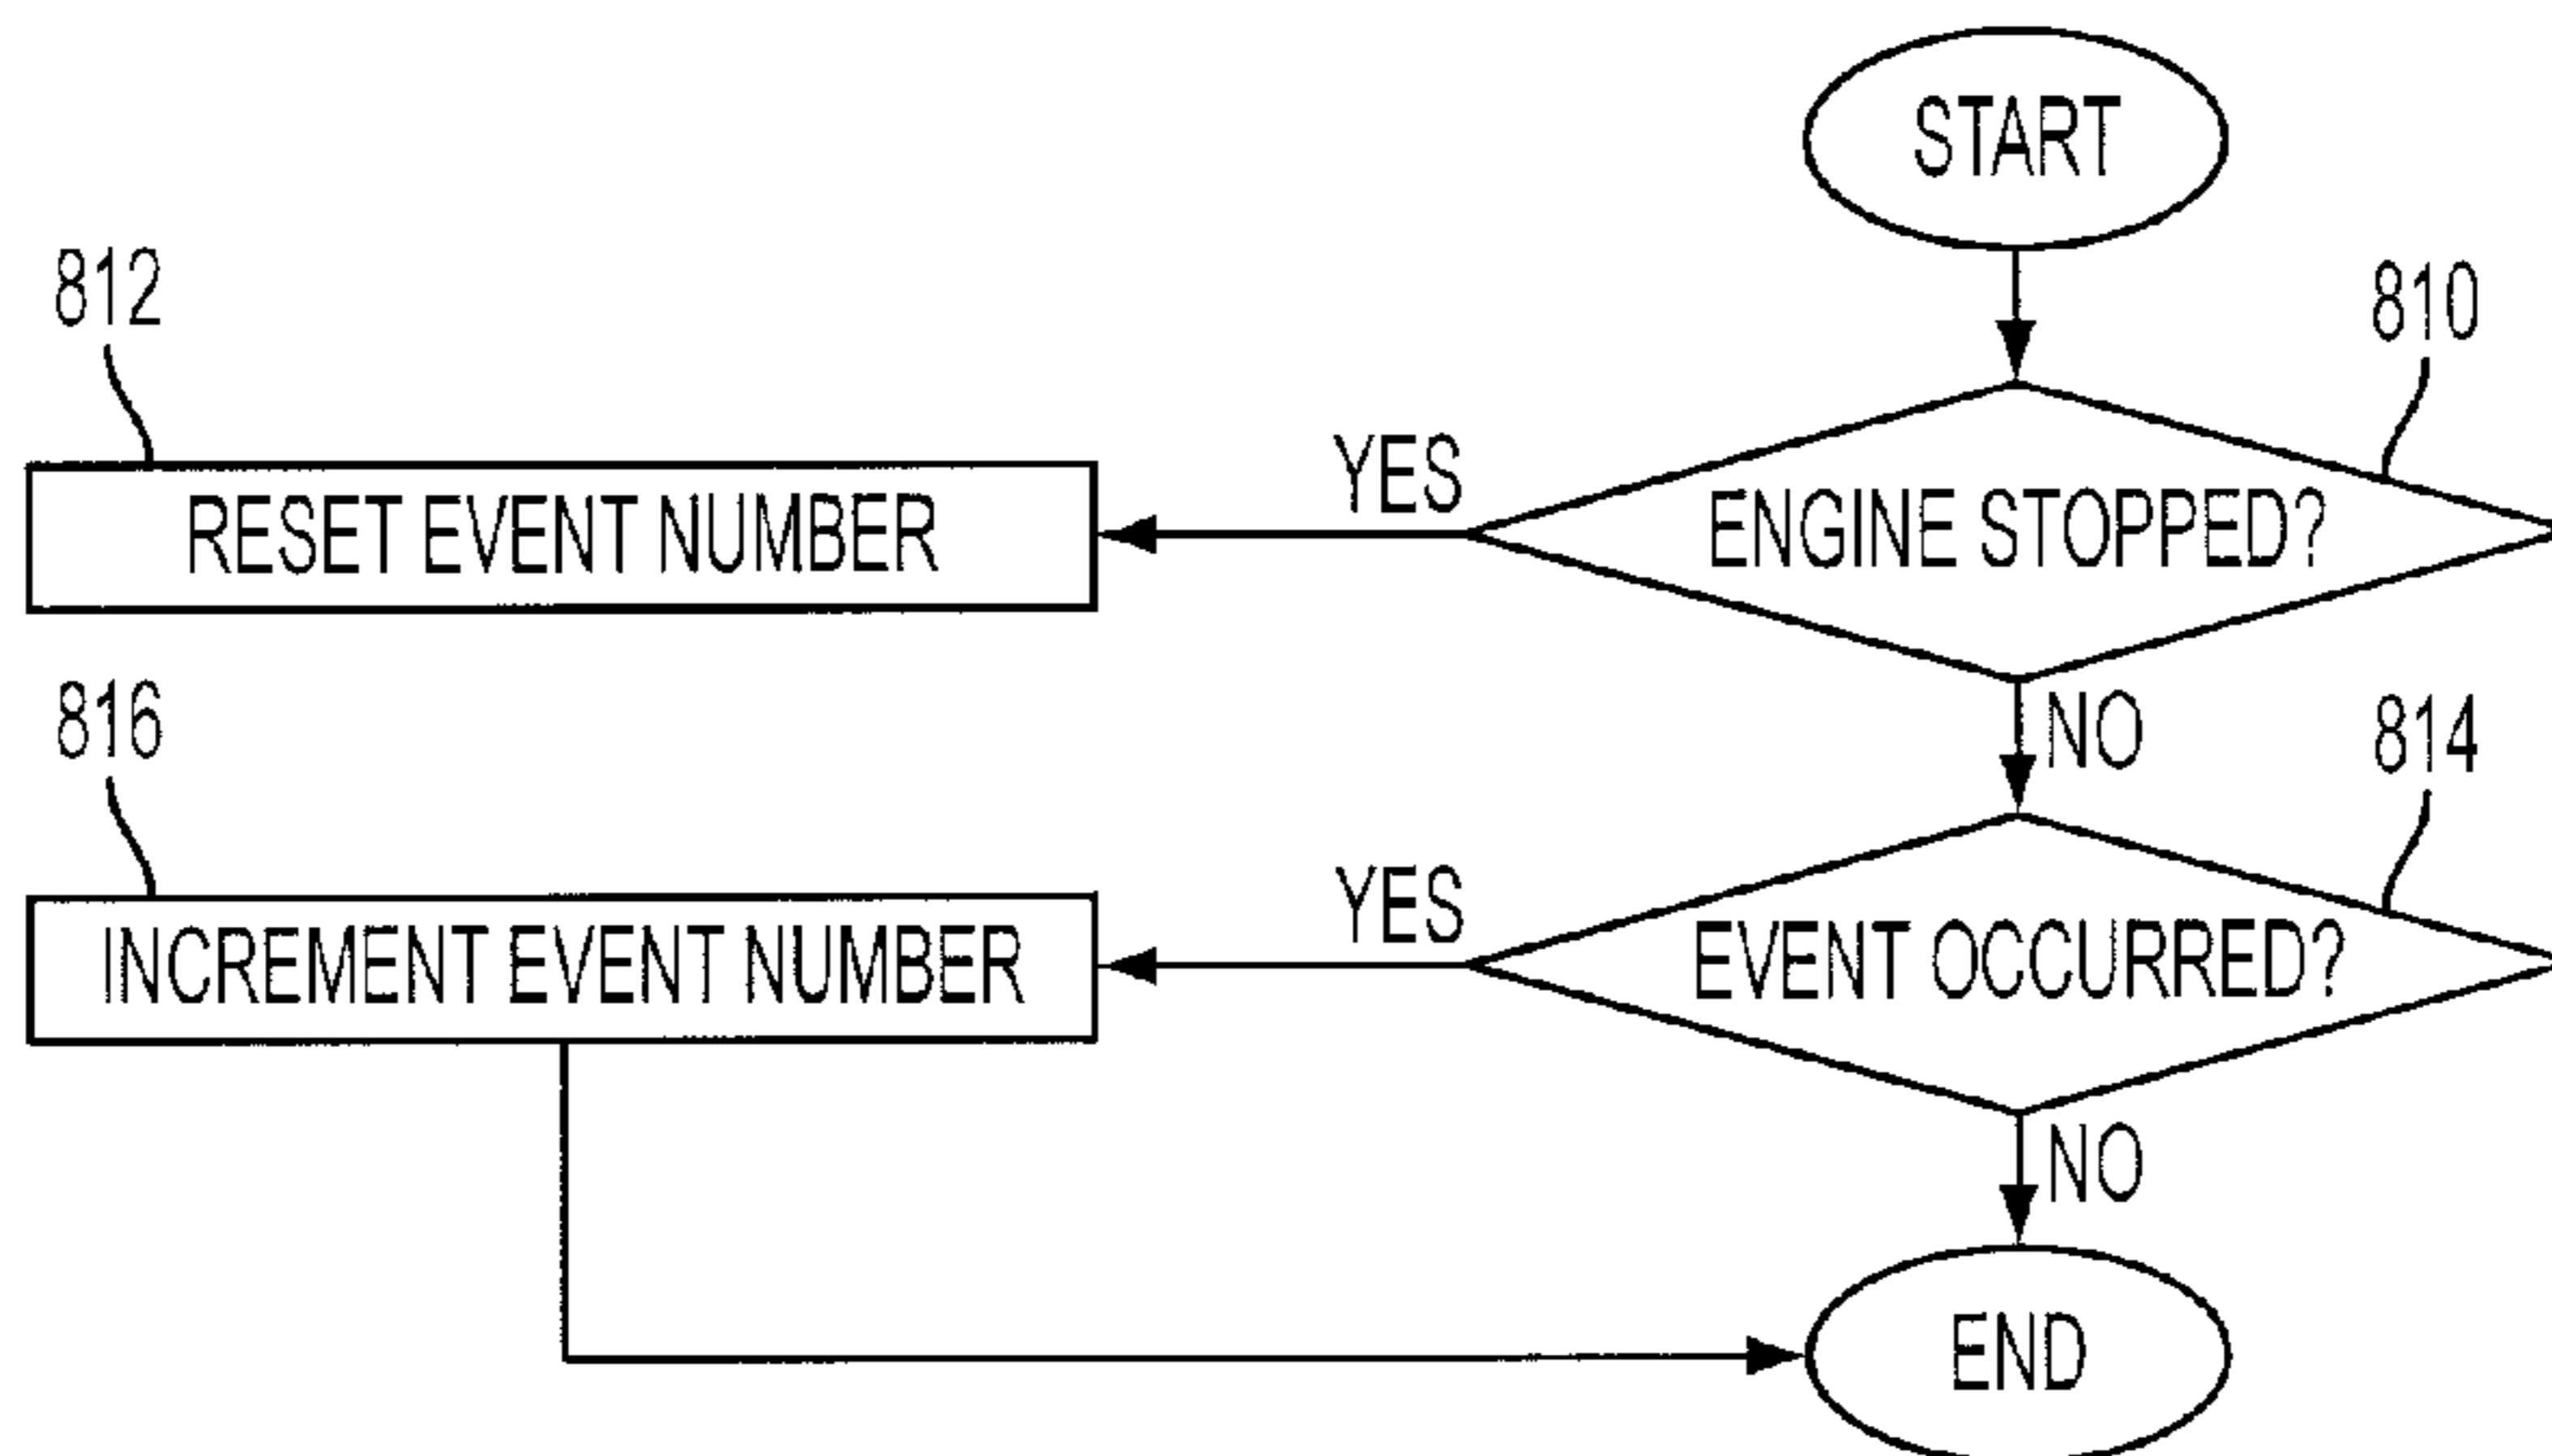 START
812
810
YES
RESET EVENT NUMBER
ENGINE STOPPED?
816
NO
814
YES
INCREMENT EVENT NUMBER
EVENT OCCURRED?
NO
END